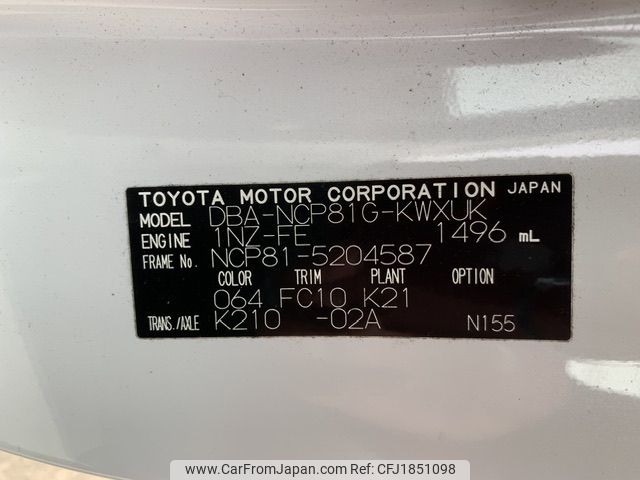 TOYOTA MOTOR CORPORATION JAPAN
MODEL DBA-NCP81G-KWXUK
ENGINE 1NZ-FE 1496 mL
FRAME No. NCP81-5204587
COLOR TRIM PLANT OPTION
064 FC10 K21
TRANS./AXLE K210 -02A N155
www.CarFromJapan.com Ref-ID: CFJ1851098